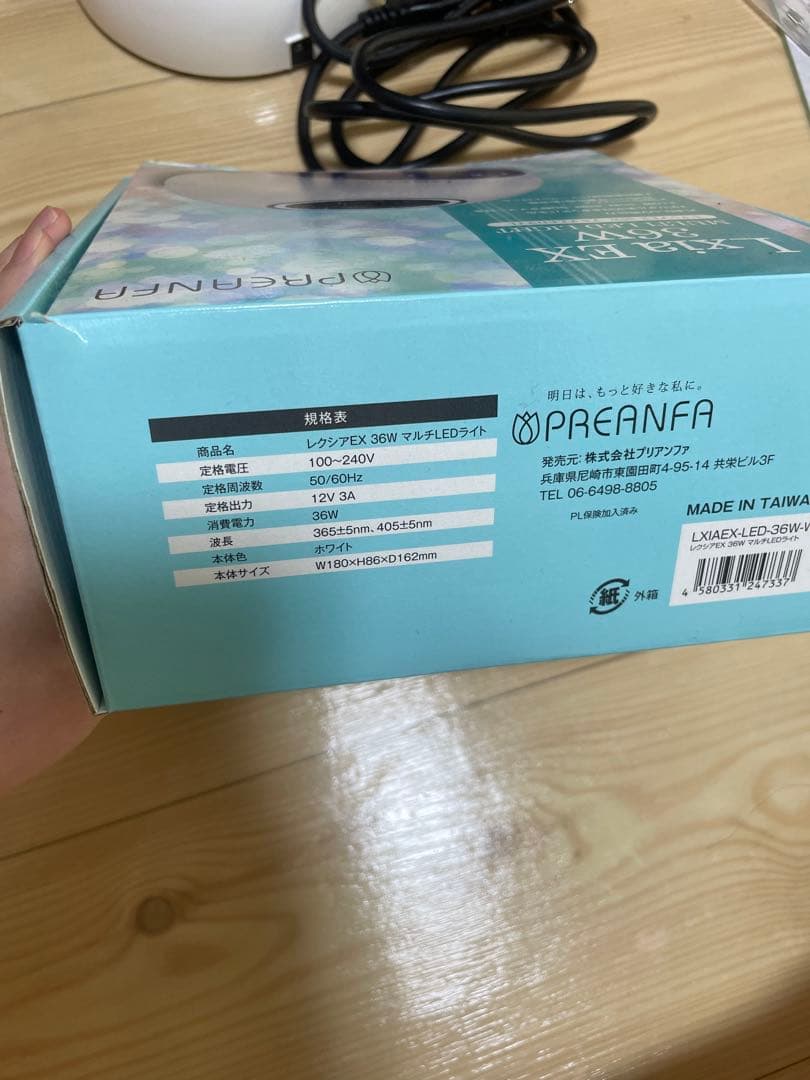 Lxia EX
36W
MULTI LED LIGHT
PREANFA
規格表
商品名 レクシアEX 36W マルチLEDライト
定格電圧 100〜240V
定格周波数 50/60Hz
定格出力 12V 3A
消費電力 36W
波長 365±5nm、405±5nm
本体色 ホワイト
本体サイズ W180×H86×D162mm
明日は、もっと好きな私に。
PREANFA
発売元: 株式会社プリアンファ
兵庫県尼崎市東園田町4-95-14 共栄ビル3F
TEL 06-6498-8805
PL保険加入済み
MADE IN TAIWA
LXIAEX-LED-36W-W
レクシアEX 36W マルチLEDライト
4 580331 247337
紙 外箱